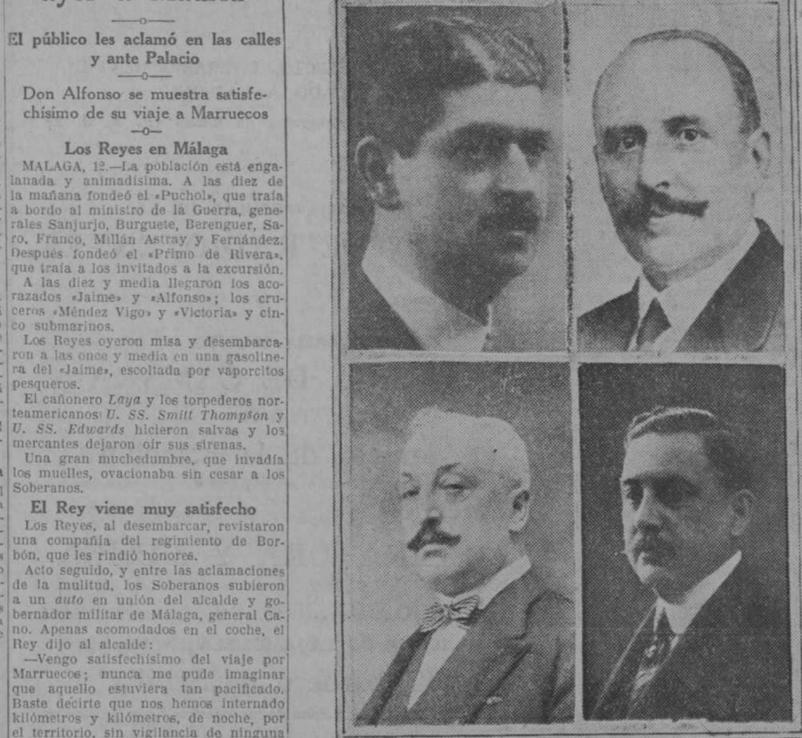 El público les aclamó en las calles
y ante Palacio
Don Alfonso se muestra satisfe-
chísimo de su viaje a Marruecos
Los Reyes en Málaga
MALAGA, 12.—La población está enga-
lanada y animadísima. A las diez de
la mañana fondeó el «Puchol», que traía
a bordo al ministro de la Guerra, gene-
rales Sanjurjo, Burguete, Berenguer, Sa-
ro, Franco, Millán Astray y Fernández.
Después fondeó el «Primo de Rivera»,
que traía a los invitados a la excursión.
A las diez y media llegaron los aco-
razados «Jaime» y «Alfonso»; los cru-
ceros «Méndez Vigo» y «Victoria» y cin-
co submarinos.
Los Reyes oyeron misa y desembarca-
ron a las once y media en una gasoline-
ra del «Jaime», escoltada por vaporcitos
pesqueros.
El cañonero Laya y los torpederos nor-
teamericanos U. SS. Smitt Thompson y
U. SS. Edwards hicieron salvas y los
mercantes dejaron oír sus sirenas.
Una gran muchedumbre, que invadía
los muelles, ovacionaba sin cesar a los
Soberanos.
El Rey viene muy satisfecho
Los Reyes, al desembarcar, revistaron
una compañía del regimiento de Bor-
bón, que les rindió honores.
Acto seguido, y entre las aclamaciones
de la mulitud, los Soberanos subieron
a un auto en unión del alcalde y go-
bernador militar de Málaga, general Ca-
no. Apenas acomodados en el coche, el
Rey dijo al alcalde:
—Vengo satisfechísimo del viaje por
Marruecos; nunca me pude imaginar
que aquello estuviera tan pacificado.
Baste decirte que nos hemos internado
kilómetros y kilómetros, de noche, por
el territorio, sin vigilancia de ninguna